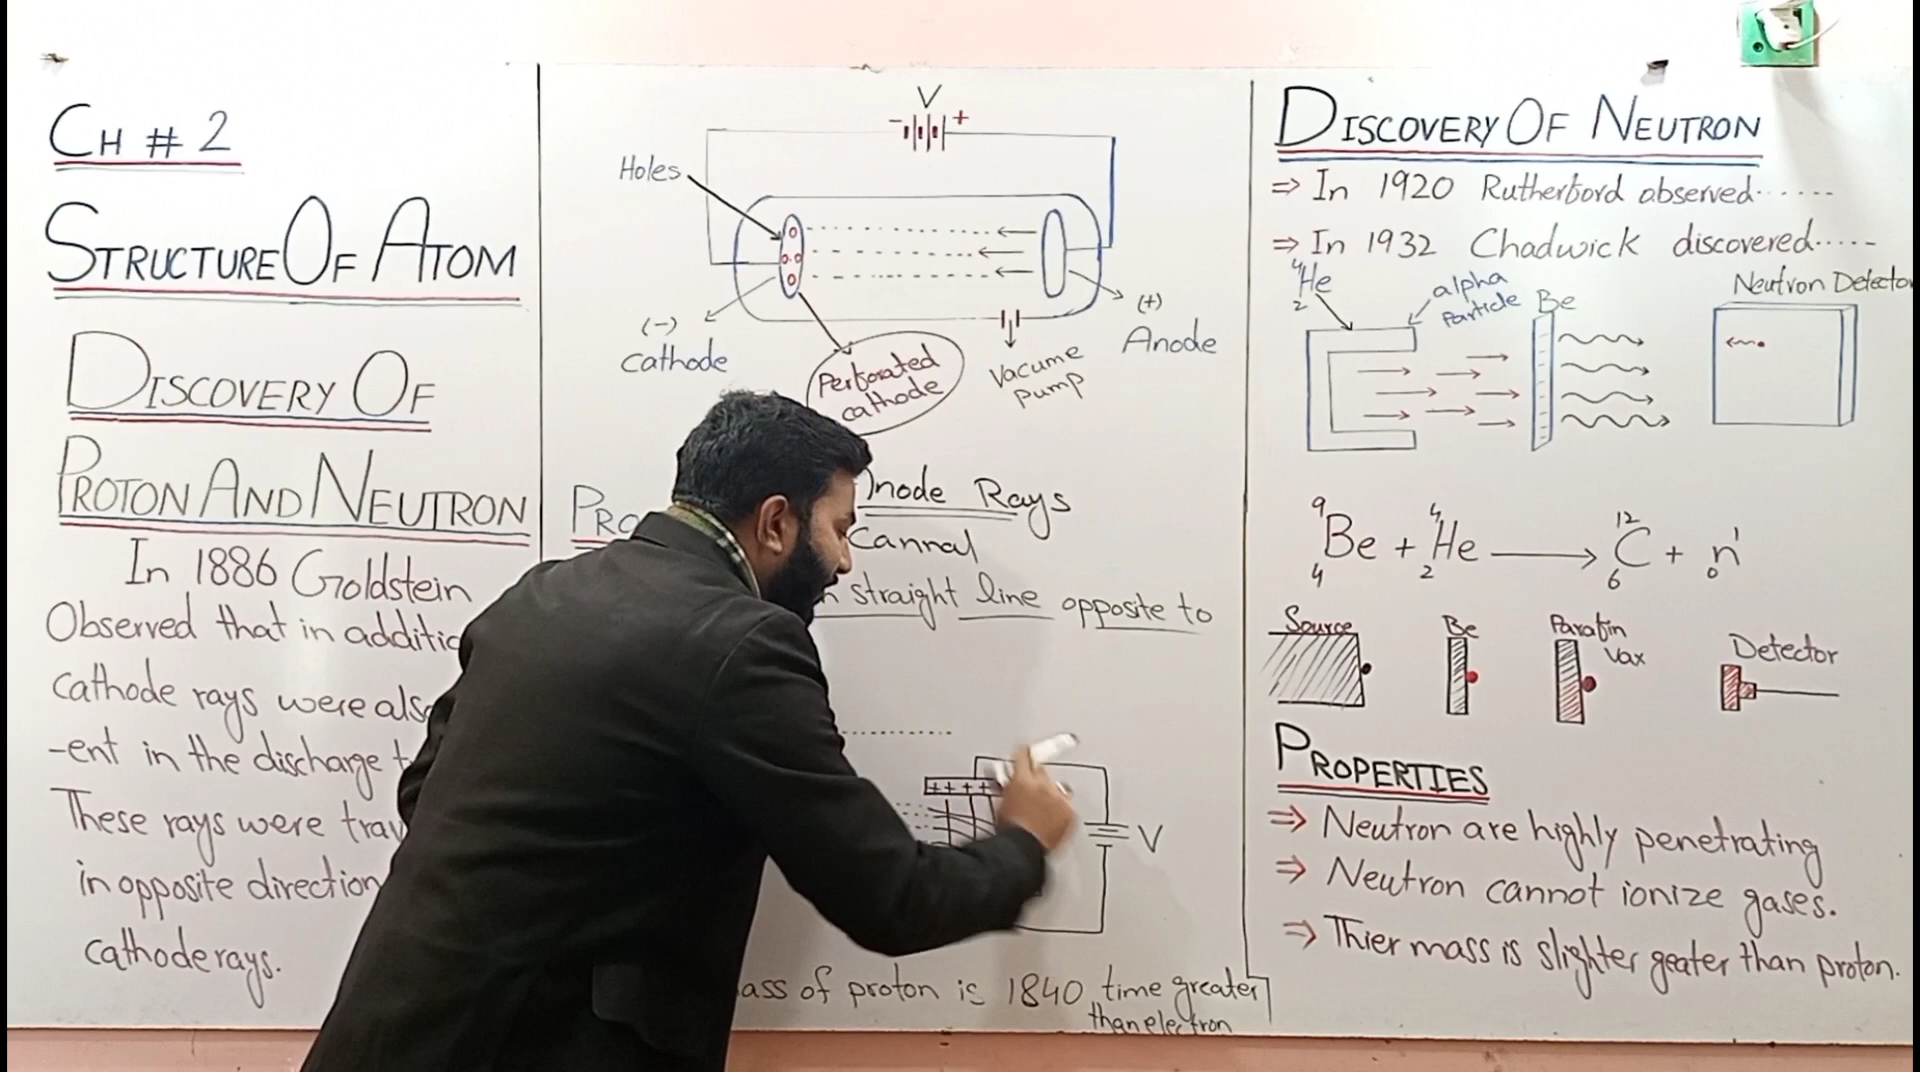 CH # 2
STRUCTURE OF ATOM
DISCOVERY OF
PROTON AND NEUTRON
In 1886 Goldstein
Observed that in
cathode rays were also
-ent in the discharge
These rays were
in opposite direction
cathode rays.
V
- +
Holes
(-)
Cathode
Perforated
cathode
Vacume
pump
(+)
Anode
node Rays
Cannal
straight line opposite to
++++
V
ass of proton is 1840 time greater
than electron
DISCOVERY OF NEUTRON
⇒ In 1920 Rutherford observed......
⇒ In 1932 Chadwick discovered.....
4 He 2
alpha
Particle
Be
Neutron Detector
9 4 Be + 4 2 He ⟶ 12 6 C + 0 n 1
Source
Be
Parafin
Vax
Detector
PROPERTIES
⇒ Neutron are highly penetrating
⇒ Neutron cannot ionize gases.
⇒ Thier mass is slighter geater than proton.